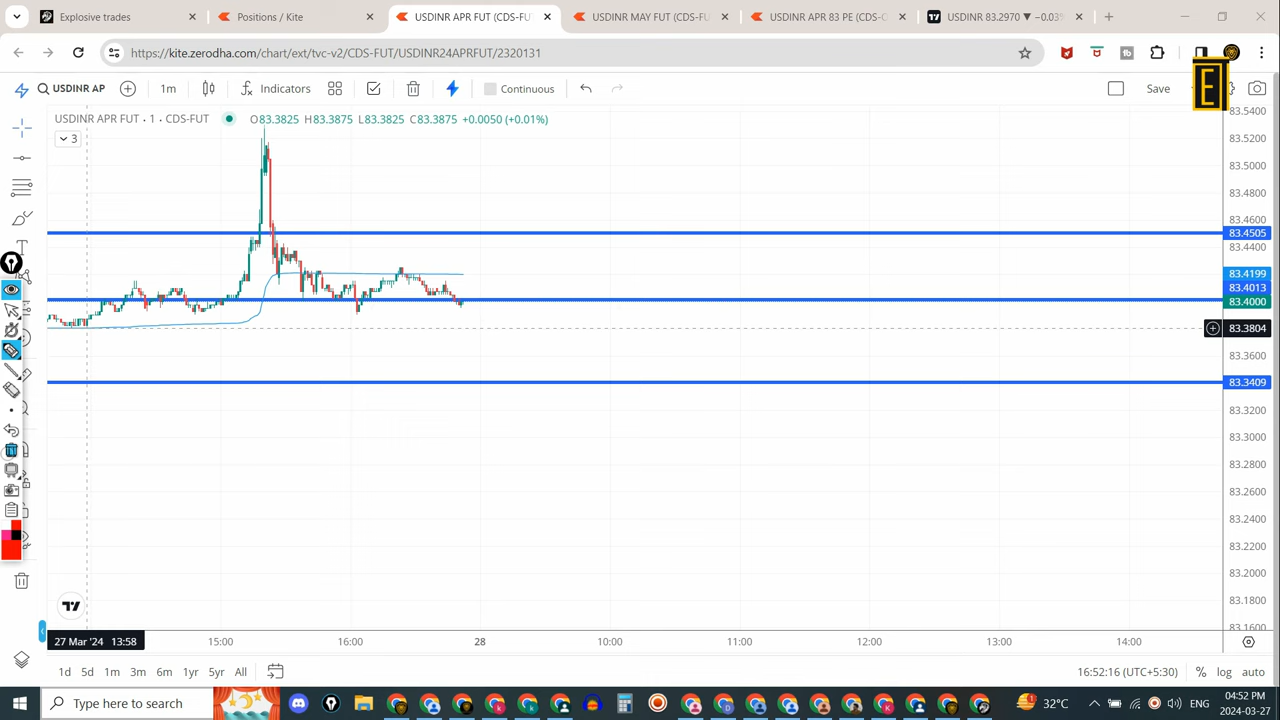 Explosive trades
Positions / Kite
USDINR APR FUT (CDS-FUT
USDINR MAY FUT (CDS-FU
USDINR APR 83 PE (CDS-O
USDINR 83.2970 ▼ −0.03%
https://kite.zerodha.com/chart/ext/tvc-v2/CDS-FUT/USDINR24APRFUT/2320131
USDINR AP
1m
Indicators
Continuous
Save
E
USDINR APR FUT · 1 · CDS-FUT
O83.3825 H83.3875 L83.3825 C83.3875 +0.0050 (+0.01%)
3
83.5400
83.5200
83.5000
83.4800
83.4600
83.4505
83.4400
83.4199
83.4013
83.4000
83.3804
83.3600
83.3409
83.3200
83.3000
83.2800
83.2600
83.2400
83.2200
83.2000
83.1800
83.1600
27 Mar '24 13:58
15:00
16:00
28
10:00
11:00
12:00
13:00
14:00
1d 5d 1m 3m 6m 1yr 5yr All
16:52:16 (UTC+5:30)
% log auto
Type here to search
32°C
ENG
04:52 PM
2024-03-27